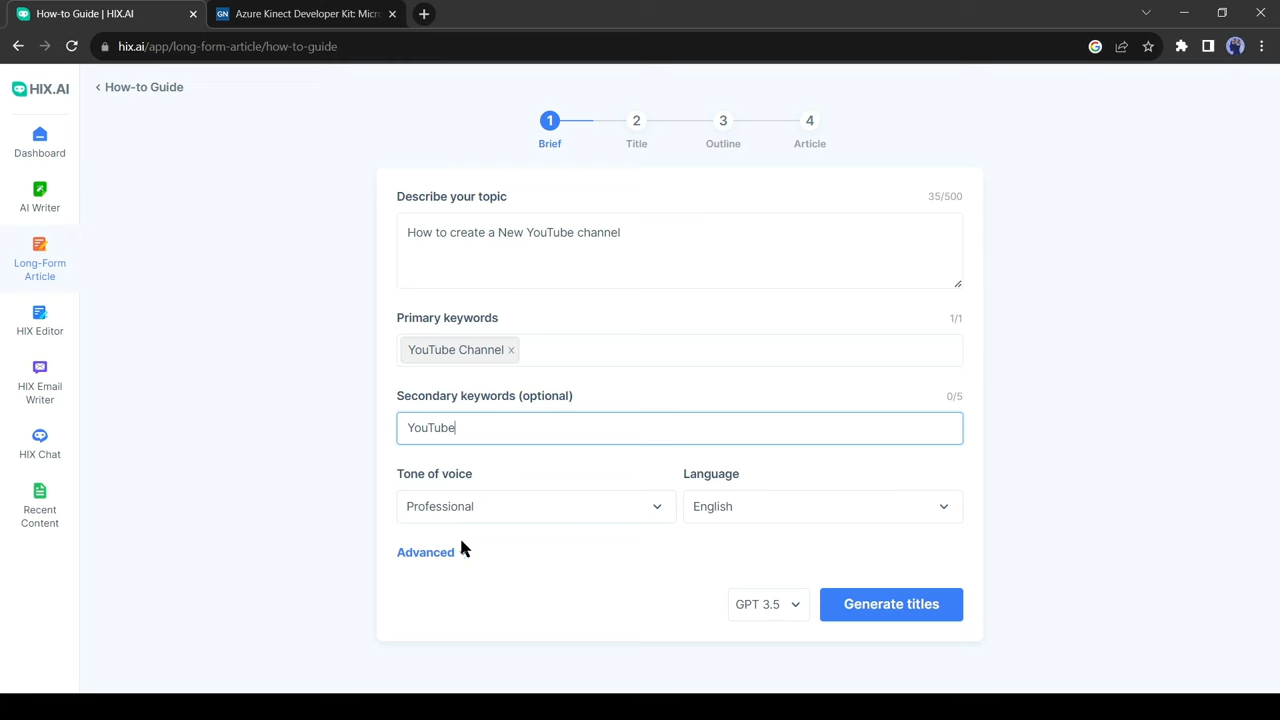 How-to Guide | HIX.AI
GN Azure Kinect Developer Kit: Micro
hix.ai/app/long-form-article/how-to-guide
HIX.AI
Dashboard
AI Writer
Long-Form
Article
HIX Editor
HIX Email
Writer
HIX Chat
Recent
Content
How-to Guide
1 2 3 4
Brief Title Outline Article
Describe your topic 35/500
How to create a New YouTube channel
Primary keywords 1/1
YouTube Channel x
Secondary keywords (optional) 0/5
YouTube
Tone of voice Language
Professional English
Advanced
GPT 3.5 Generate titles